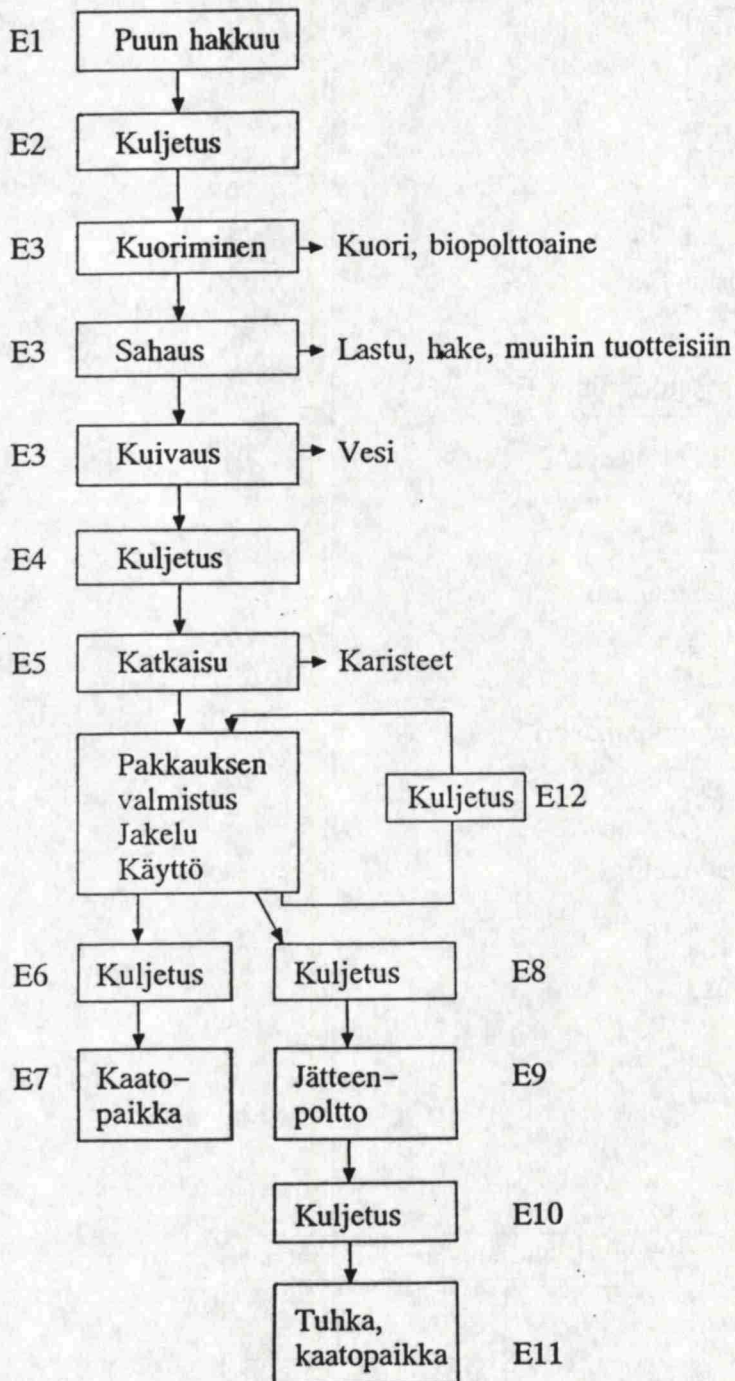 E1 Puun hakkuu
E2 Kuljetus
E3 Kuoriminen Kuori, biopolttoaine
E3 Sahaus Lastu, hake, muihin tuotteisiin
E3 Kuivaus Vesi
E4 Kuljetus
E5 Katkaisu Karisteet
Pakkauksen
valmistus
Jakelu
Käyttö
Kuljetus E12
E6 Kuljetus Kuljetus E8
E7 Kaato- Jätteen- E9
paikka poltto
Kuljetus E10
Tuhka,
kaatopaikka E11